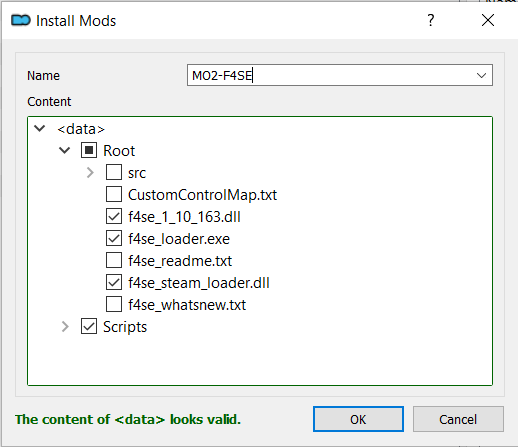 Install Mods
?
Name
MO2-F4SE
Content
<data>
Root
src
CustomControlMap.txt
f4se_1_10_163.dll
f4se_loader.exe
f4se_readme.txt
f4se_steam_loader.dll
f4se_whatsnew.txt
Scripts
The content of <data> looks valid.
OK
Cancel